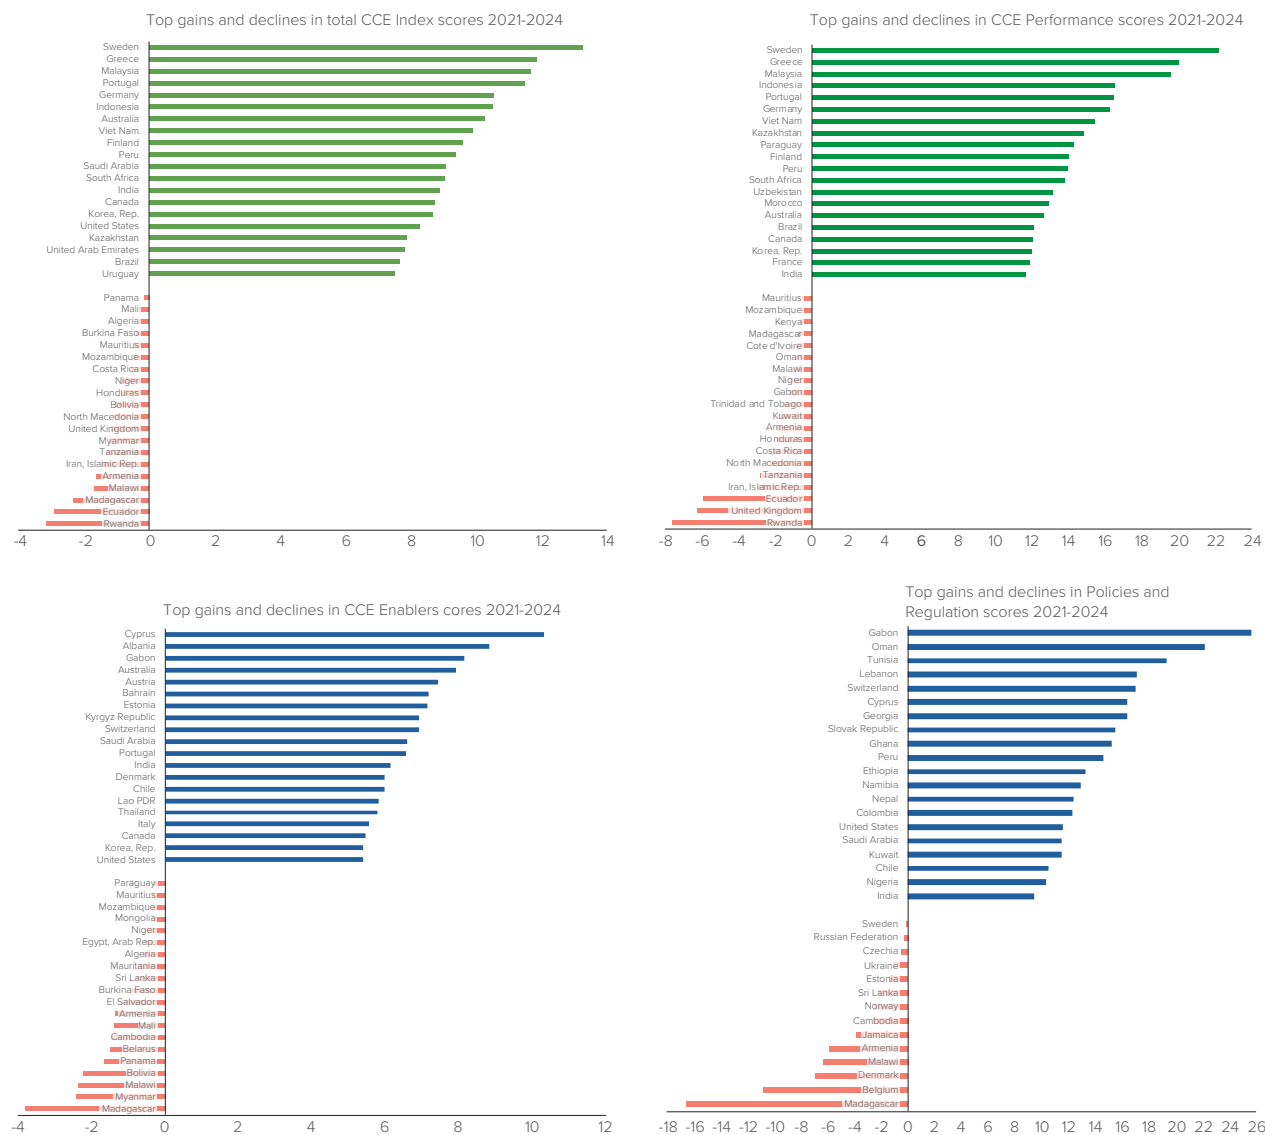 Top gains and declines in total CCE Index scores 2021-2024
Sweden
Greece
Malaysia
Portugal
Germany
Indonesia
Australia
Viet Nam
Finland
Peru
Saudi Arabia
South Africa
India
Canada
Korea, Rep.
United States
Kazakhstan
United Arab Emirates
Brazil
Uruguay
Panama
Mali
Algeria
Burkina Faso
Mauritius
Mozambique
Costa Rica
Niger
Honduras
Bolivia
North Macedonia
United Kingdom
Myanmar
Tanzania
Iran, Islamic Rep.
Armenia
Malawi
Madagascar
Ecuador
Rwanda
-4 -2 0 2 4 6 8 10 12 14
Top gains and declines in CCE Performance scores 2021-2024
Sweden
Greece
Malaysia
Indonesia
Portugal
Germany
Viet Nam
Kazakhstan
Paraguay
Finland
Peru
South Africa
Uzbekistan
Morocco
Australia
Brazil
Canada
Korea, Rep.
France
India
Mauritius
Mozambique
Kenya
Madagascar
Cote d'Ivoire
Oman
Malawi
Niger
Gabon
Trinidad and Tobago
Kuwait
Armenia
Honduras
Costa Rica
North Macedonia
Tanzania
Iran, Islamic Rep.
Ecuador
United Kingdom
Rwanda
-8 -6 -4 -2 0 2 4 6 8 10 12 14 16 18 20 22 24
Top gains and declines in CCE Enablers cores 2021-2024
Cyprus
Albania
Gabon
Australia
Austria
Bahrain
Estonia
Kyrgyz Republic
Switzerland
Saudi Arabia
Portugal
India
Denmark
Chile
Lao PDR
Thailand
Italy
Canada
Korea, Rep.
United States
Paraguay
Mauritius
Mozambique
Mongolia
Niger
Egypt, Arab Rep.
Algeria
Mauritania
Sri Lanka
Burkina Faso
El Salvador
Armenia
Mali
Cambodia
Belarus
Panama
Bolivia
Malawi
Myanmar
Madagascar
-4 -2 0 2 4 6 8 10 12
Top gains and declines in Policies and
Regulation scores 2021-2024
Gabon
Oman
Tunisia
Lebanon
Switzerland
Cyprus
Georgia
Slovak Republic
Ghana
Peru
Ethiopia
Namibia
Nepal
Colombia
United States
Saudi Arabia
Kuwait
Chile
Nigeria
India
Sweden
Russian Federation
Czechia
Ukraine
Estonia
Sri Lanka
Norway
Cambodia
Jamaica
Armenia
Malawi
Denmark
Belgium
Madagascar
-18 -16 -14 -12 -10 -8 -6 -4 -2 0 2 4 6 8 10 12 14 16 18 20 22 24 26